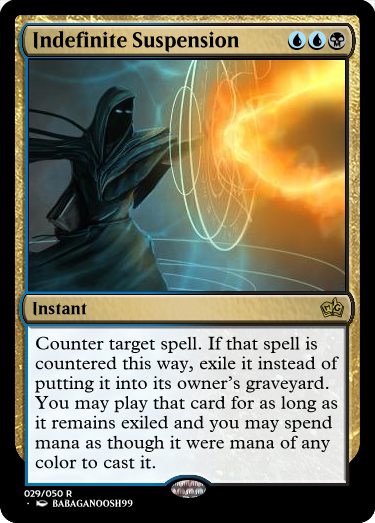 Indefinite Suspension
Instant
MG
Counter target spell. If that spell is
countered this way, exile it instead of
putting it into its owner's graveyard.
You may play that card for as long as
it remains exiled and you may spend
mana as though it were mana of any
color to cast it.
029/050 R
· BABAGANOOSH99